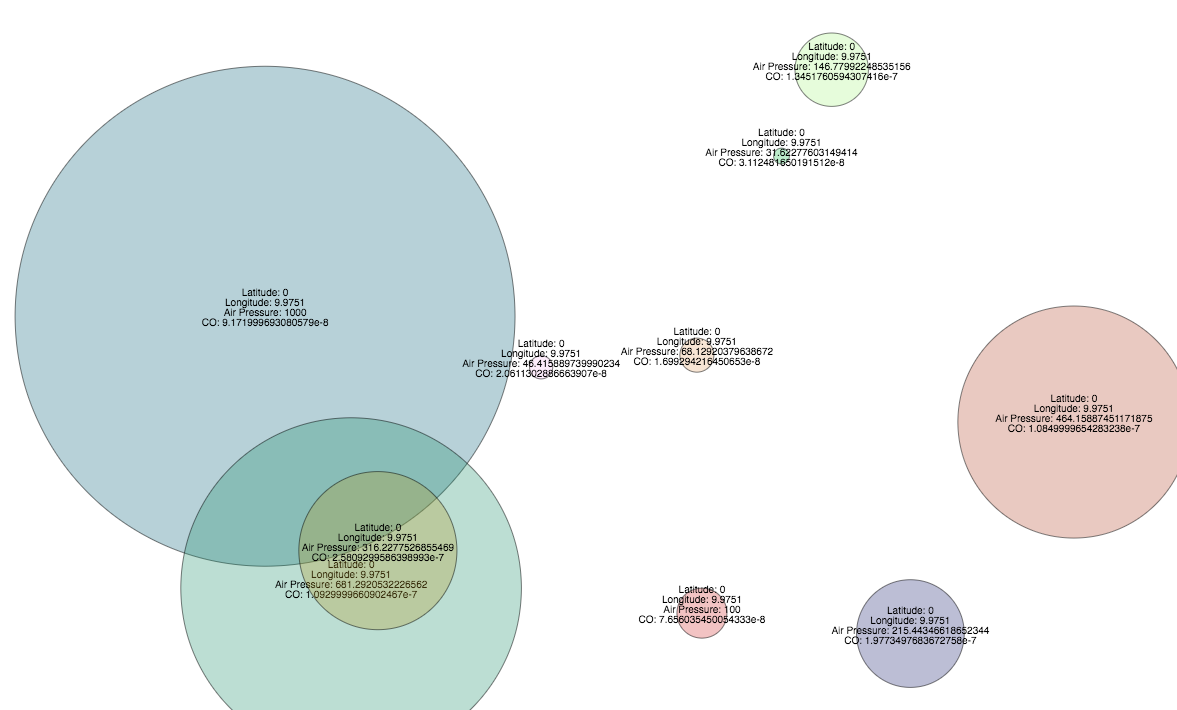 Latitude: 0
Longitude: 9.9751
Air Pressure: 146.77992248535156
CO: 1.3451760594307416e-7
Latitude: 0
Longitude: 9.9751
Air Pressure: 31.62277603149414
CO: 3.112481650191512e-8
Latitude: 0
Longitude: 9.9751
Air Pressure: 1000
CO: 9.171999693080579e-8
Latitude: 0
Longitude: 9.9751
Air Pressure: 46.415889739990234
CO: 2.0611302886663907e-8
Latitude: 0
Longitude: 9.9751
Air Pressure: 68.12920379638672
CO: 1.699294216450653e-8
Latitude: 0
Longitude: 9.9751
Air Pressure: 464.15887451171875
CO: 1.0849999654283238e-7
Latitude: 0
Longitude: 9.9751
Air Pressure: 316.2277526855469
CO: 2.5809299586398993e-7
Latitude: 0
Longitude: 9.9751
Air Pressure: 681.2920532226562
CO: 1.0929999660902467e-7
Latitude: 0
Longitude: 9.9751
Air Pressure: 100
CO: 7.656035450054333e-8
Latitude: 0
Longitude: 9.9751
Air Pressure: 215.44346618652344
CO: 1.9773497683672758e-7